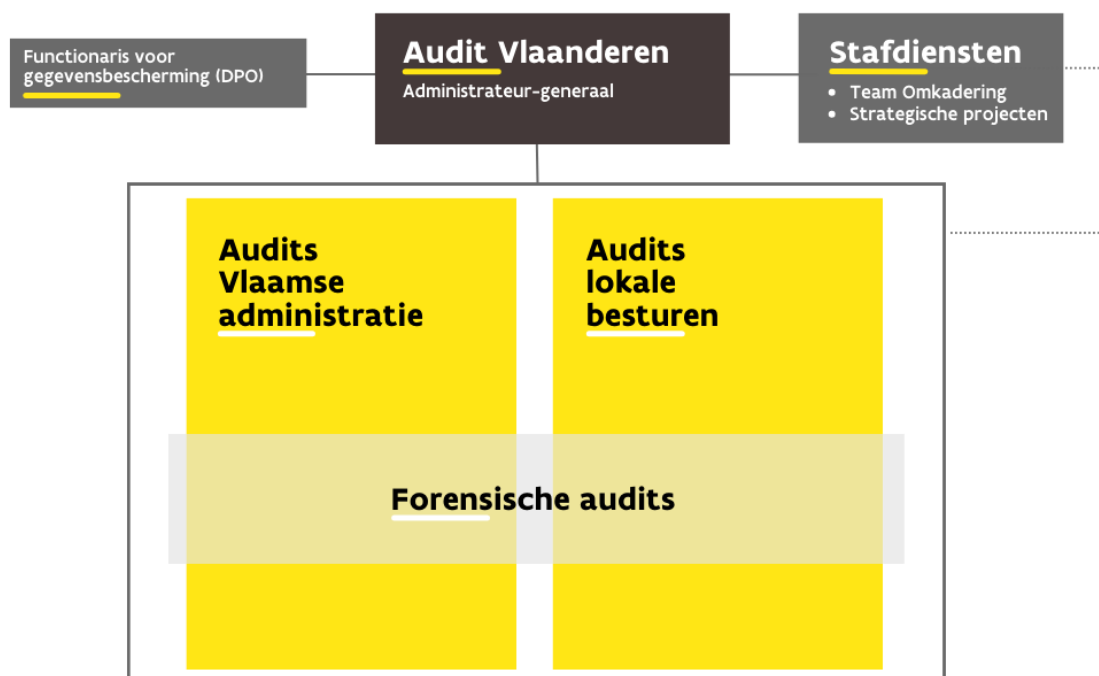 Functionaris voor
gegevensbescherming (DPO)
Audit Vlaanderen
Administrateur-generaal
Stafdiensten
• Team Omkadering
• Strategische projecten
Audits
Vlaamse
administratie
Audits
lokale
besturen
Forensische audits